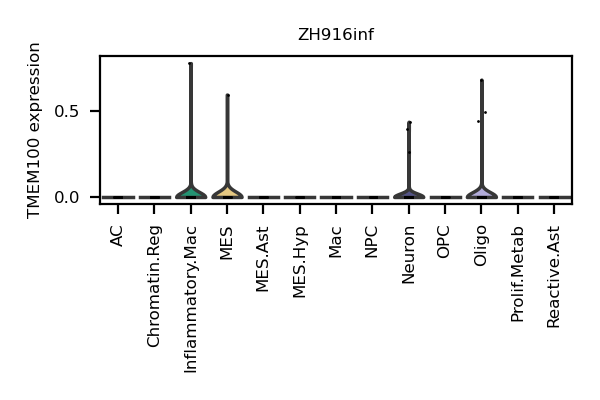 ZH916inf
TMEM100 expression
0.5
0.0
AC
Chromatin.Reg
Inflammatory.Mac
MES
MES.Ast
MES.Hyp
Mac
NPC
Neuron
OPC
Oligo
Prolif.Metab
Reactive.Ast